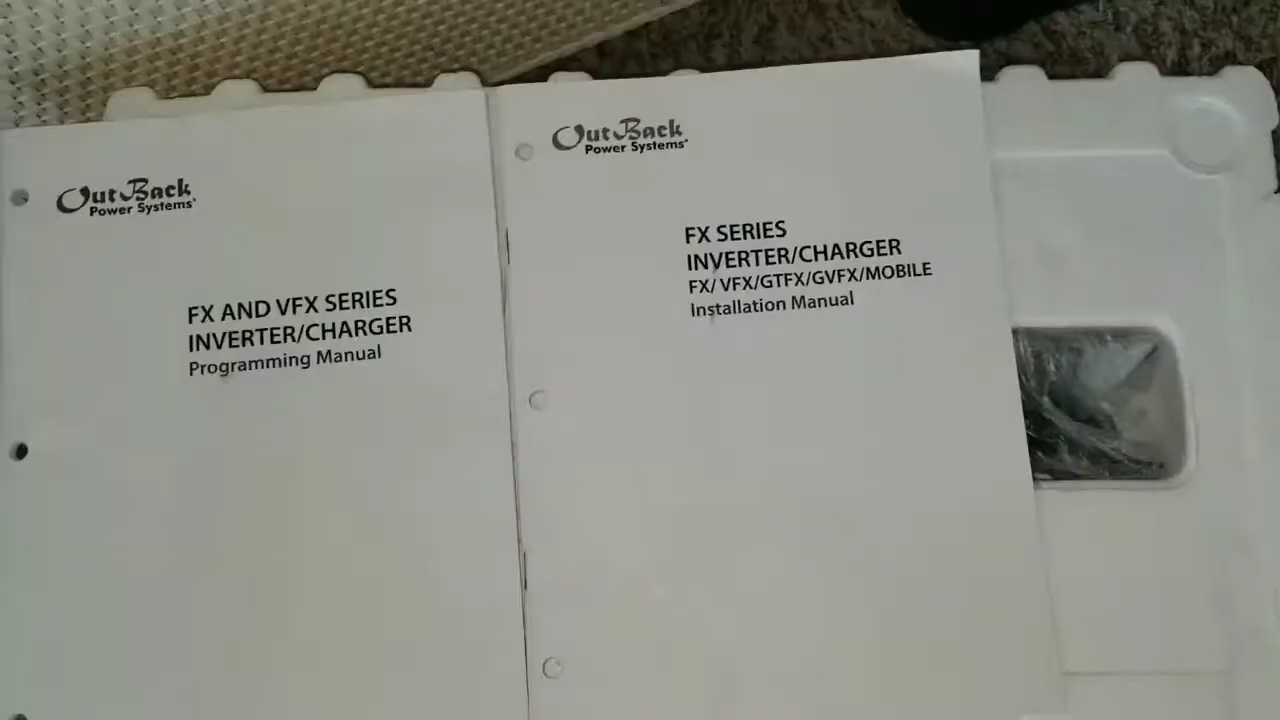 OutBack
Power Systems
FX AND VFX SERIES
INVERTER/CHARGER
Programming Manual
OutBack
Power Systems
FX SERIES
INVERTER/CHARGER
FX/ VFX/GTFX/GVFX/MOBILE
Installation Manual